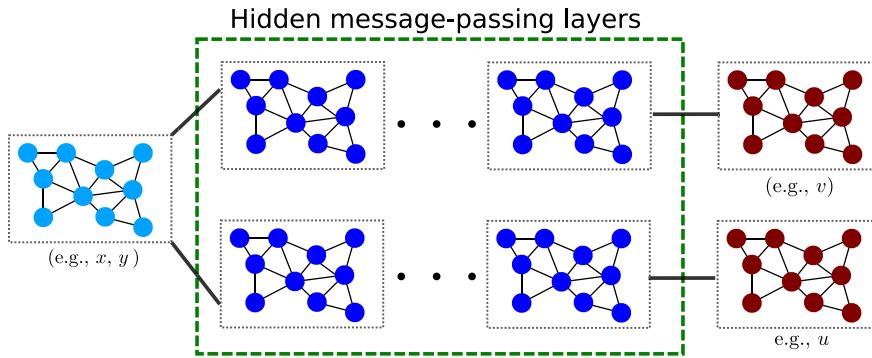 Hidden message-passing layers
(e.g., x, y )
(e.g., v)
e.g., u